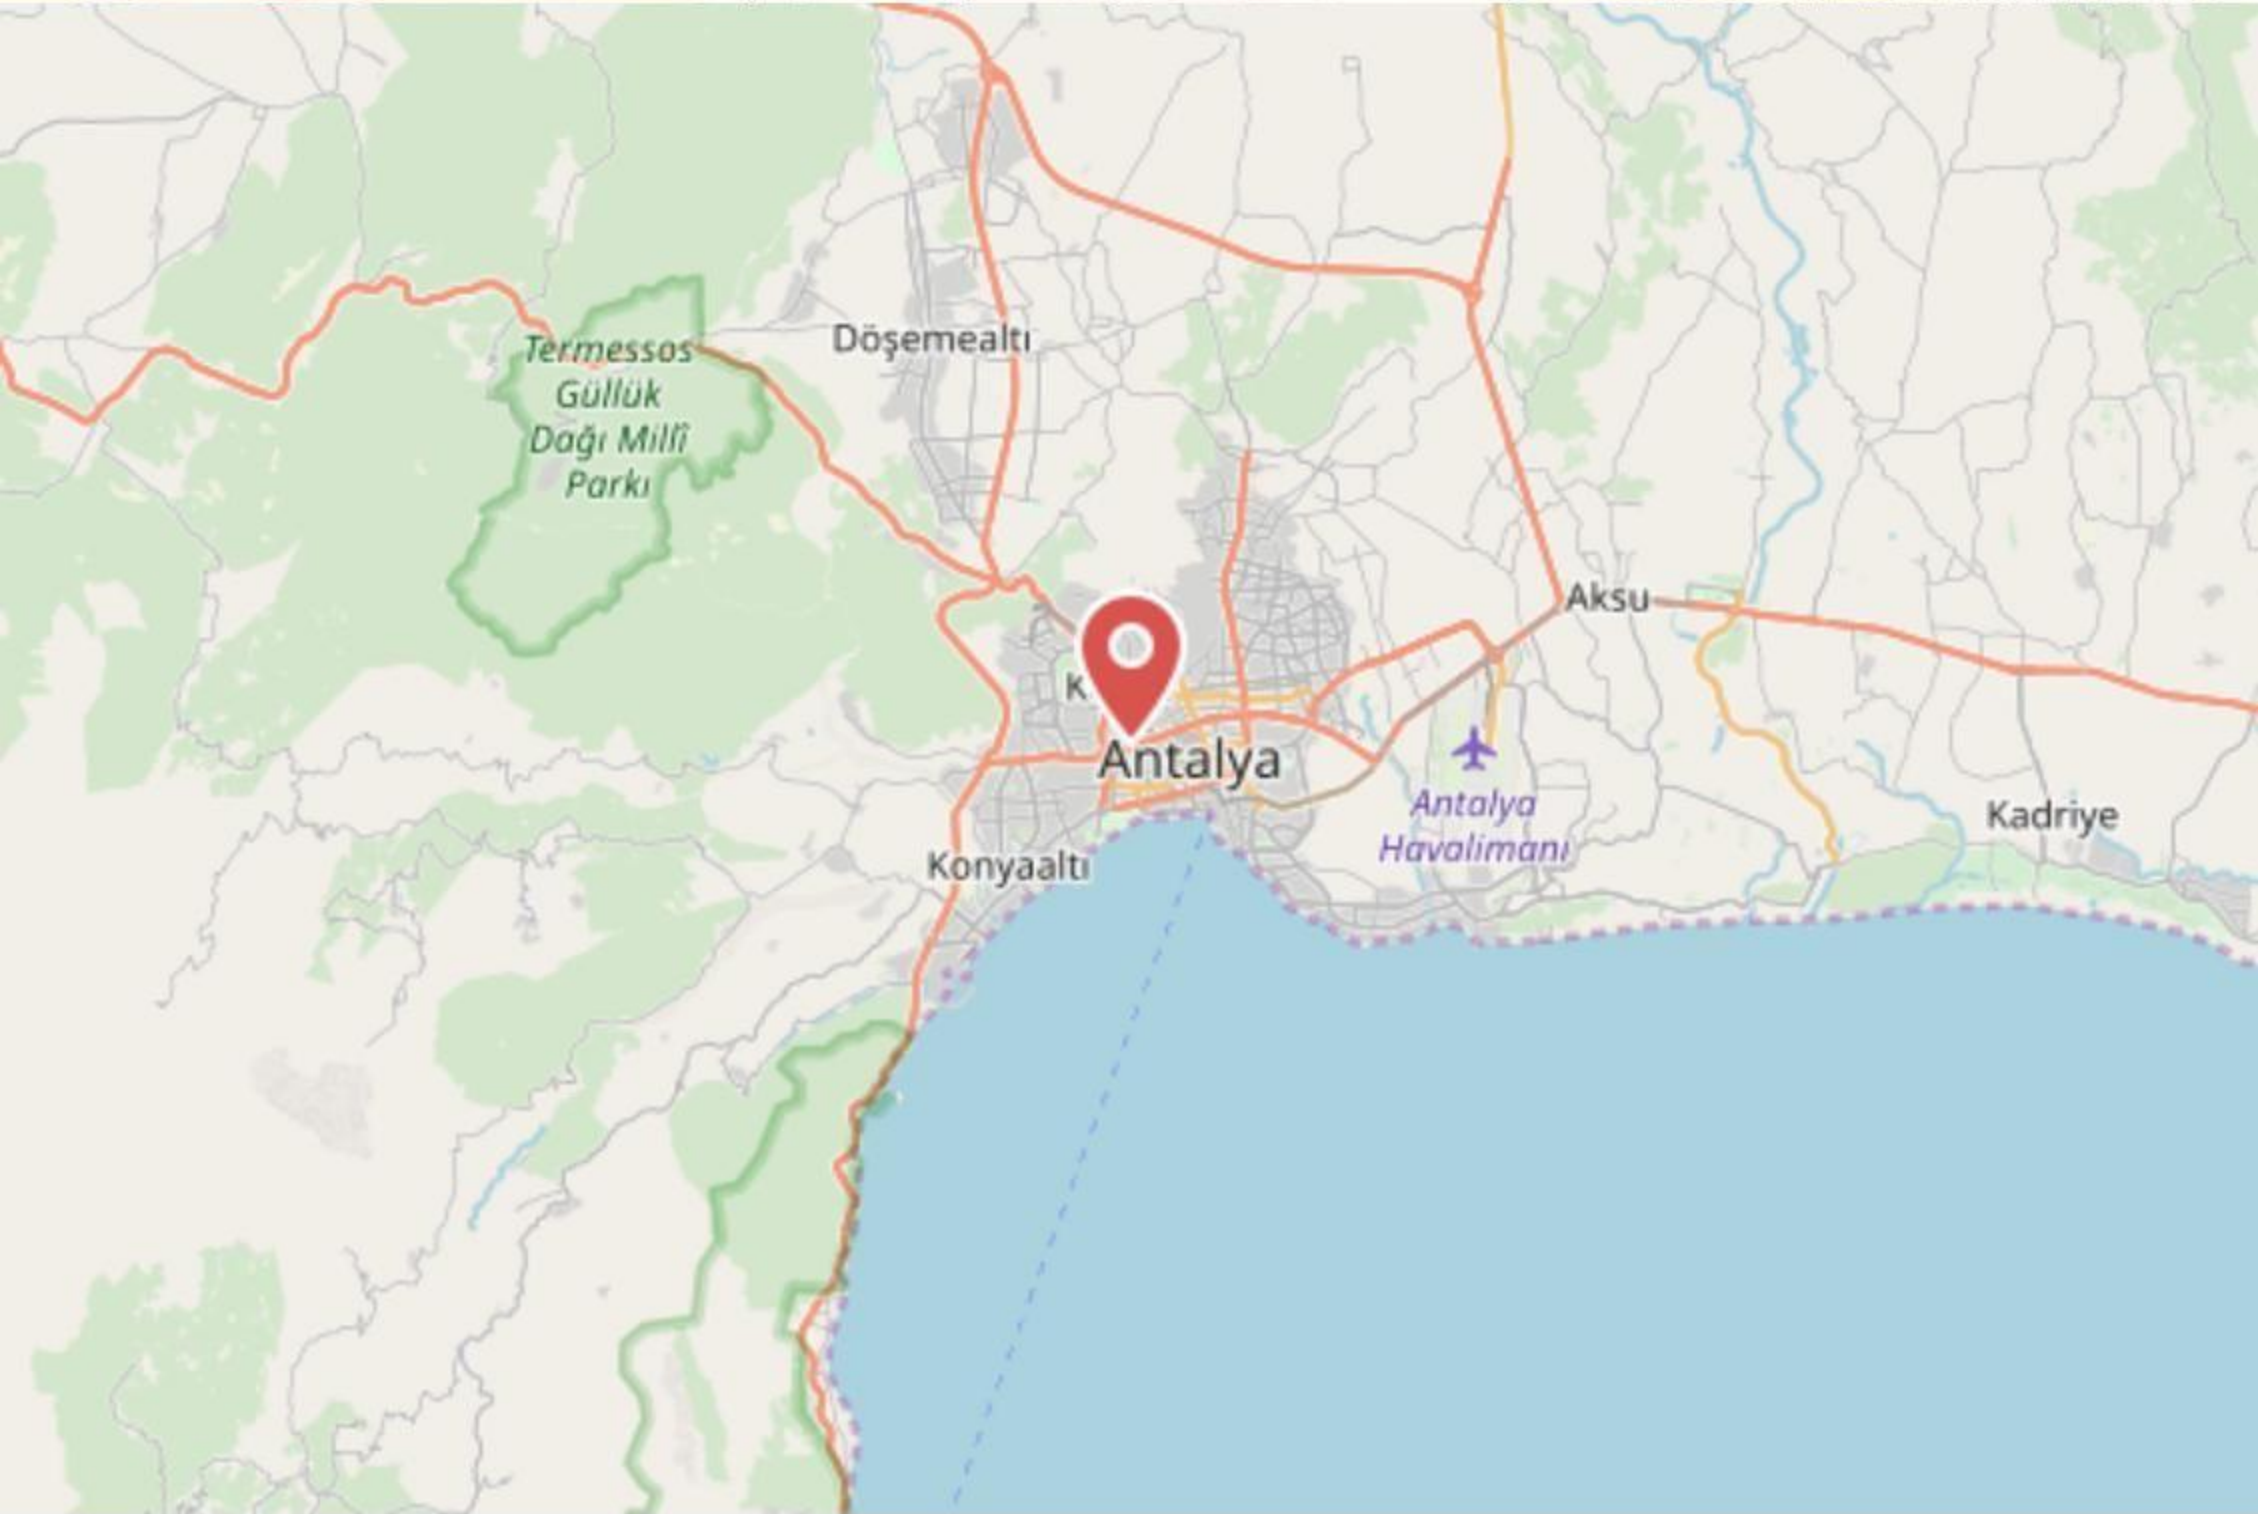 Döşemealtı
Termessos
Güllük
Dağı Millî
Parkı
Aksu
K
Antalya
Antalya
Havalimanı
Kadriye
Konyaaltı